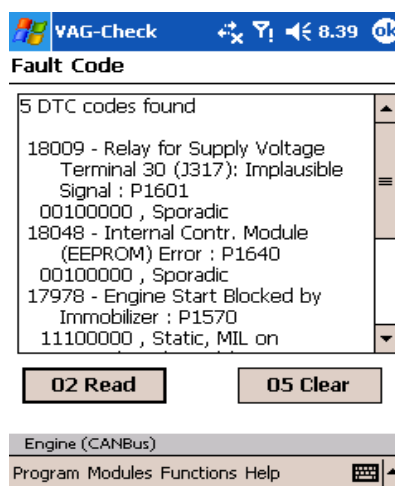 VAG-Check 8.39 ok
Fault Code
5 DTC codes found
18009 - Relay for Supply Voltage
Terminal 30 (J317): Implausible
Signal : P1601
00100000 , Sporadic
18048 - Internal Contr. Module
(EEPROM) Error : P1640
00100000 , Sporadic
17978 - Engine Start Blocked by
Immobilizer : P1570
11100000 , Static, MIL on
02 Read 05 Clear
Engine (CANBus)
Program Modules Functions Help